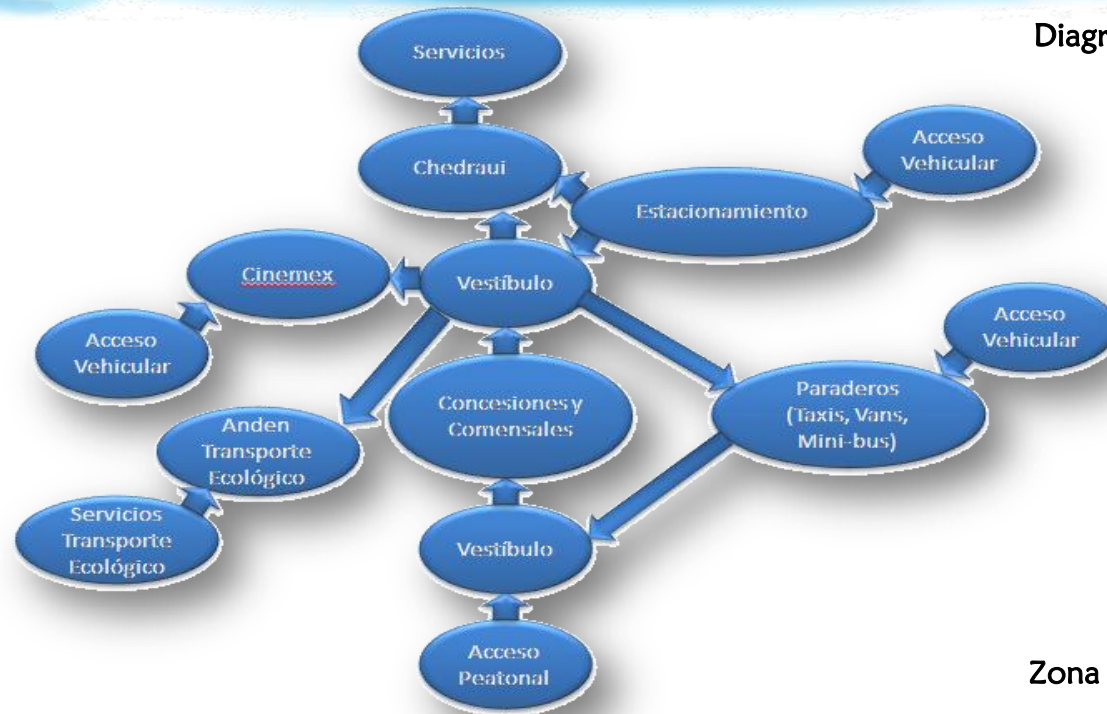 Diagr
Servicios
Acceso
Vehicular
Chedraui
Estacionamiento
Cinemex
Vestíbulo
Acceso
Vehicular
Acceso
Vehicular
Paraderos
(Taxis, Vans,
Mini-bus)
Concesiones y
Comensales
Anden
Transporte
Ecológico
Servicios
Transporte
Ecológico
Vestíbulo
Acceso
Peatonal
Zona